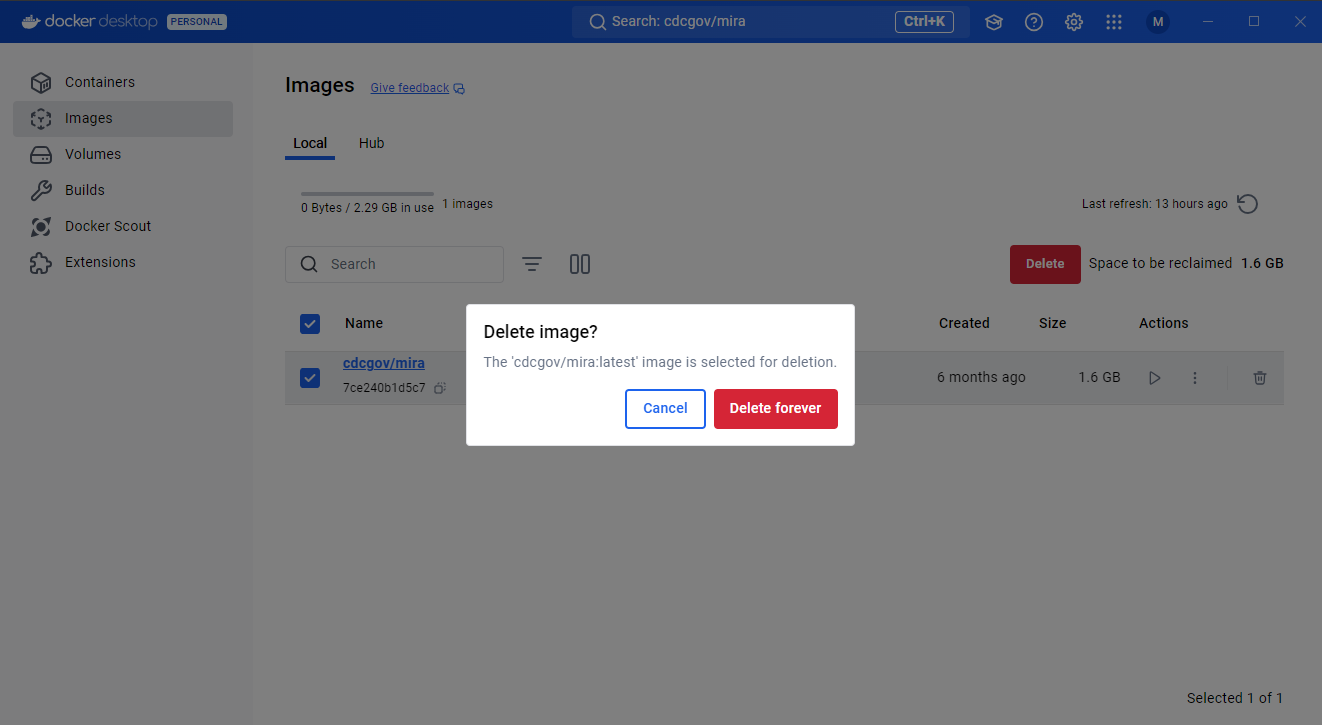 docker desktop PERSONAL
Search: cdcgov/mira Ctrl+K
M
Containers
Images
Volumes
Builds
Docker Scout
Extensions
Images Give feedback
Local Hub
0 Bytes / 2.29 GB in use 1 images
Last refresh: 13 hours ago
Search
Delete Space to be reclaimed 1.6 GB
Name Created Size Actions
cdcgov/mira
7ce240b1d5c7
6 months ago 1.6 GB
Delete image?
The 'cdcgov/mira:latest' image is selected for deletion.
Cancel Delete forever
Selected 1 of 1